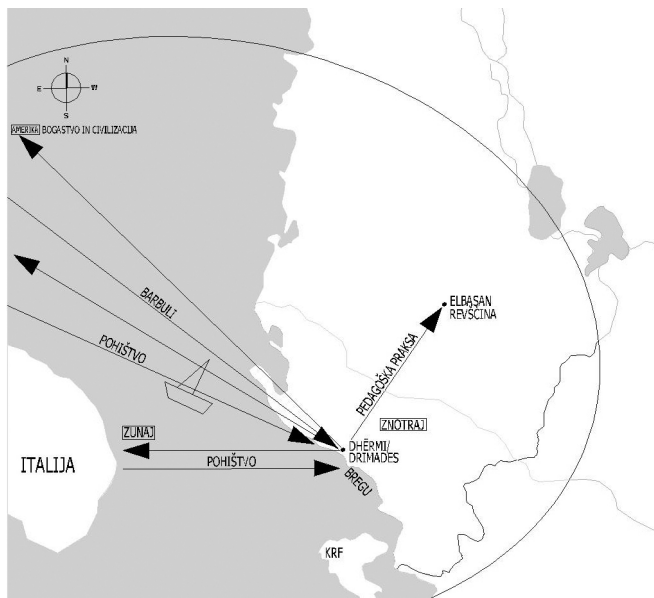 N
E W
S
AMERIKA BOGASTVO IN CIVILIZACIJA
BARBULI
POHIŠTVO
ELBASAN
REVŠČINA
PEDAGOŠKA PRAKSA
ZNOTRAJ
ZUNAJ
DHËRMI/
DRIMADES
POHIŠTVO
BREGU
ITALIJA
KRF